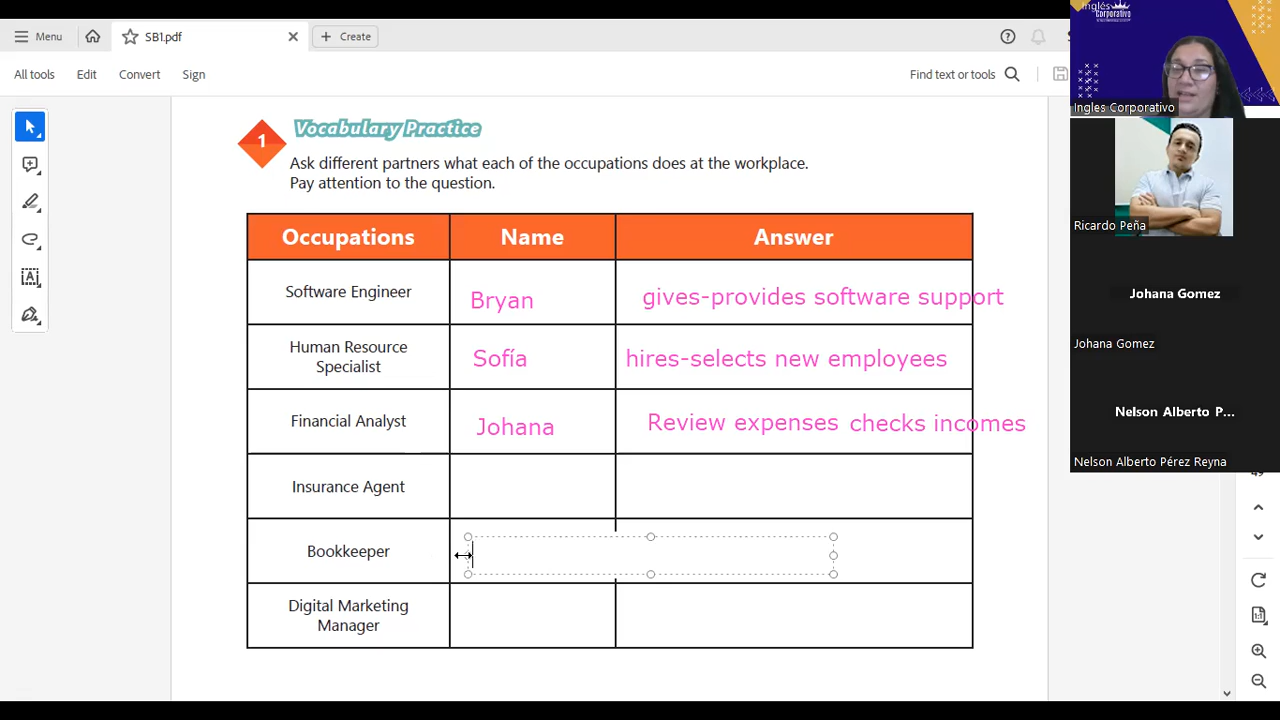 Menu
SB1.pdf
Create
All tools
Edit
Convert
Sign
Find text or tools
1
Vocabulary Practice
Ask different partners what each of the occupations does at the workplace.
Pay attention to the question.
Occupations Name Answer
Software Engineer Bryan gives-provides software support
Human Resource
Specialist
Sofía hires-selects new employees
Financial Analyst Johana Review expenses checks incomes
Insurance Agent
Bookkeeper
Digital Marketing
Manager
Inglés
Corporativo
Ingles Corporativo
Ricardo Peña
Johana Gomez
Johana Gomez
Nelson Alberto P...
Nelson Alberto Pérez Reyna
1:1